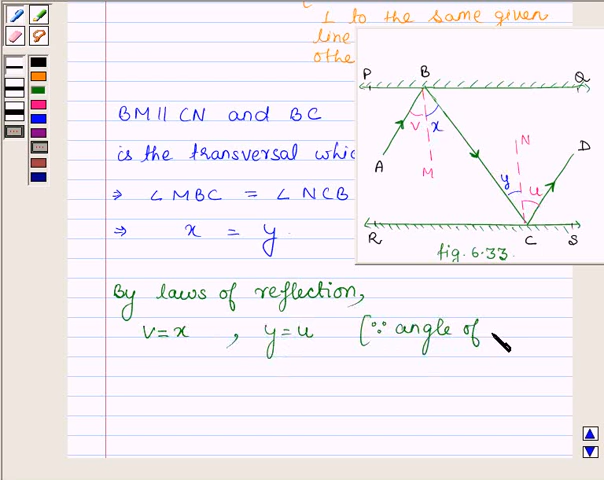 ⊥ to the same given
line
othe
BM || CN and BC
is the transversal whic
⇒ ∠MBC = ∠NCB
⇒ x = y
By laws of reflection,
v = x , y = u [∵ angle of
P B Q
v x
A M
N D
y u
R C S
fig. 6.33